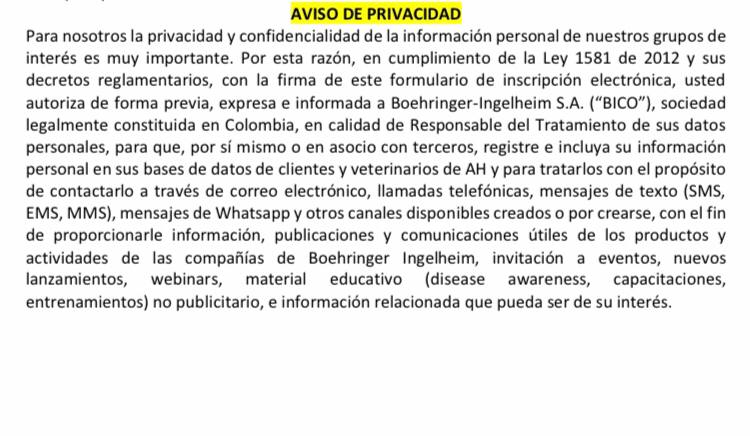 AVISO DE PRIVACIDAD
Para nosotros la privacidad y confidencialidad de la información personal de nuestros grupos de
interés es muy importante. Por esta razón, en cumplimiento de la Ley 1581 de 2012 y sus
decretos reglamentarios, con la firma de este formulario de inscripción electrónica, usted
autoriza de forma previa, expresa e informada a Boehringer-Ingelheim S.A. (“BICO”), sociedad
legalmente constituida en Colombia, en calidad de Responsable del Tratamiento de sus datos
personales, para que, por sí mismo o en asocio con terceros, registre e incluya su información
personal en sus bases de datos de clientes y veterinarios de AH y para tratarlos con el propósito
de contactarlo a través de correo electrónico, llamadas telefónicas, mensajes de texto (SMS,
EMS, MMS), mensajes de Whatsapp y otros canales disponibles creados o por crearse, con el fin
de proporcionarle información, publicaciones y comunicaciones útiles de los productos y
actividades de las compañías de Boehringer Ingelheim, invitación a eventos, nuevos
lanzamientos, webinars, material educativo (disease awareness, capacitaciones,
entrenamientos) no publicitario, e información relacionada que pueda ser de su interés.